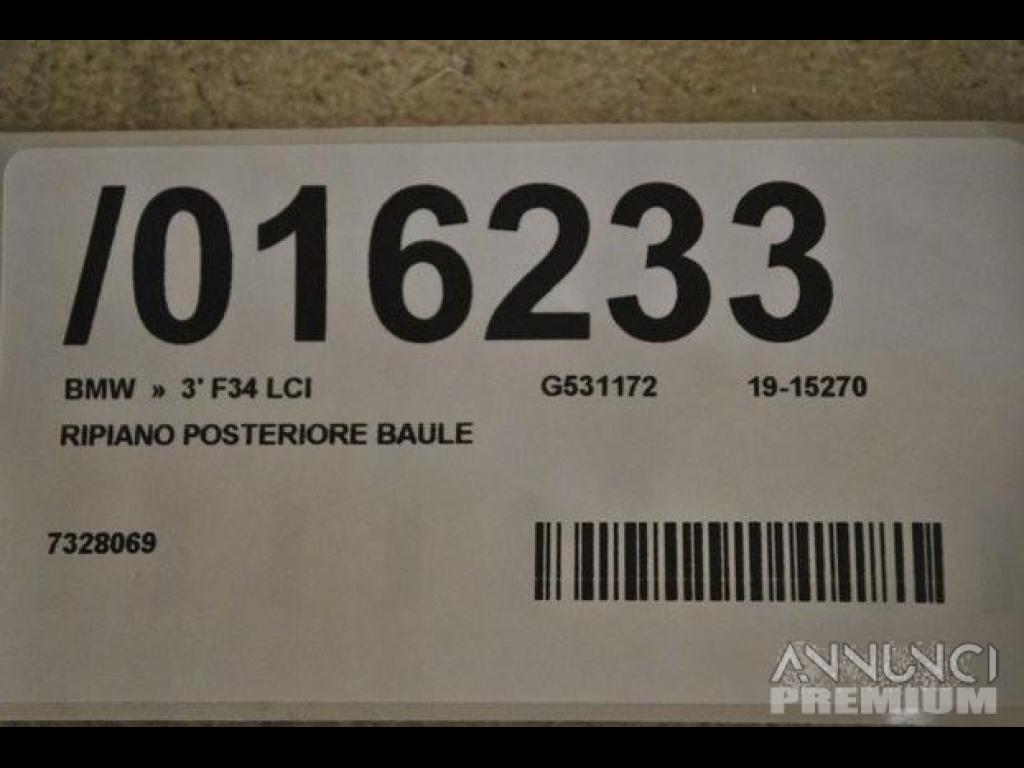 /016233
BMW » 3' F34 LCI G531172 19-15270
RIPIANO POSTERIORE BAULE
7328069
ANNUNCI
PREMIUM